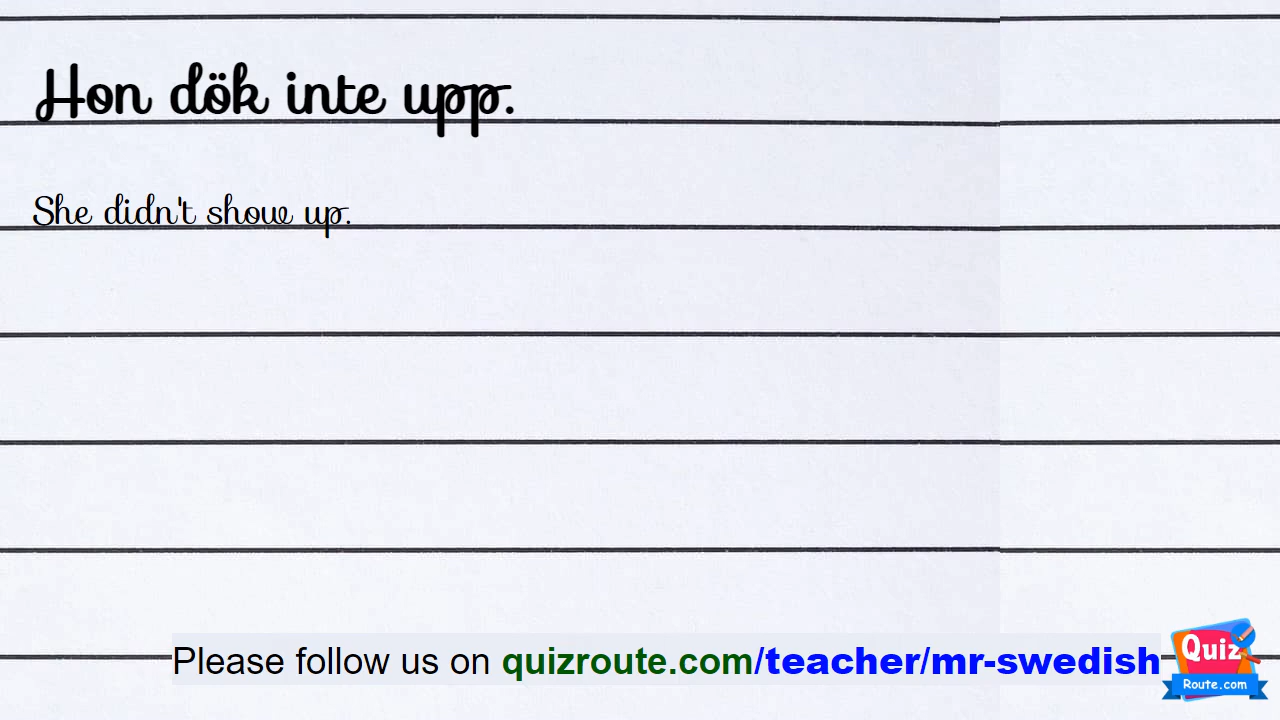 Hon dök inte upp.
She didn't show up.
Please follow us on quizroute.com/teacher/mr-swedish
Quiz
Route.com